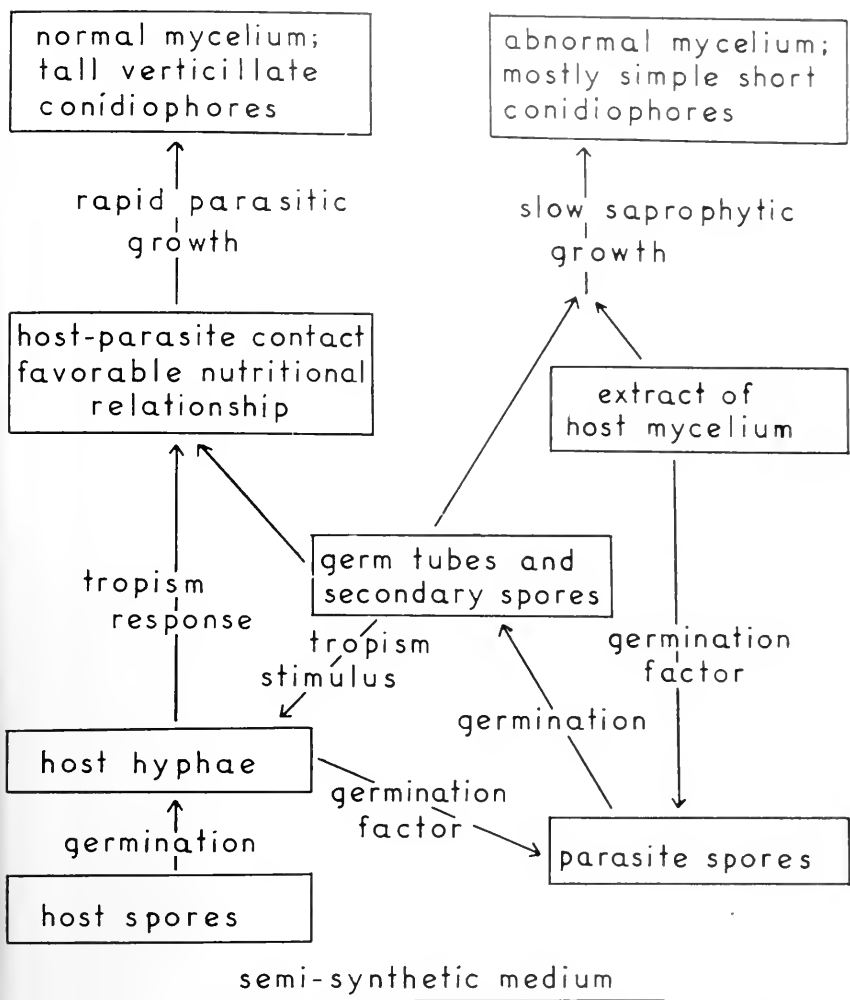 normal mycelium;
tall verticillate
conidiophores
abnormal mycelium;
mostly simple short
conidiophores
rapid parasitic
growth
slow saprophytic
growth
host-parasite contact
favorable nutritional
relationship
extract of
host mycelium
germ tubes and
secondary spores
tropism
response
tropism
stimulus
germination
factor
germination
host hyphae
germination
factor
germination
parasite spores
host spores
semi-synthetic medium